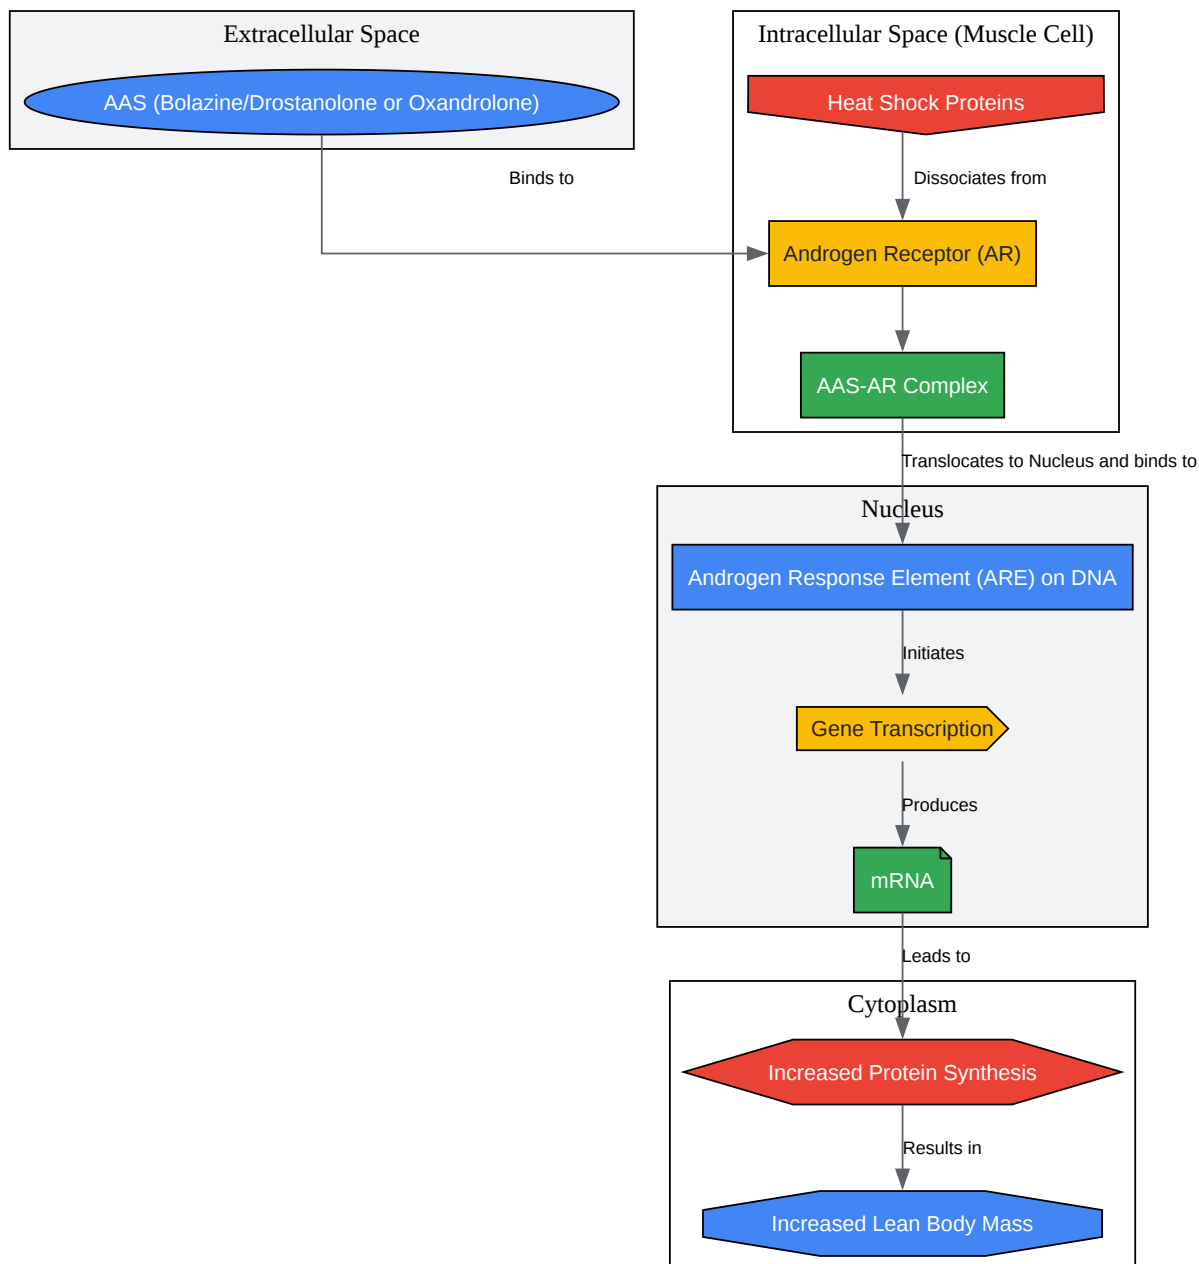 Extracellular Space
AAS (Bolazine/Drostanolone or Oxandrolone)
Binds to
Intracellular Space (Muscle Cell)
Heat Shock Proteins
Dissociates from
Androgen Receptor (AR)
AAS-AR Complex
Translocates to Nucleus and binds to
Nucleus
Androgen Response Element (ARE) on DNA
Initiates
Gene Transcription
Produces
mRNA
Leads to
Cytoplasm
Increased Protein Synthesis
Results in
Increased Lean Body Mass